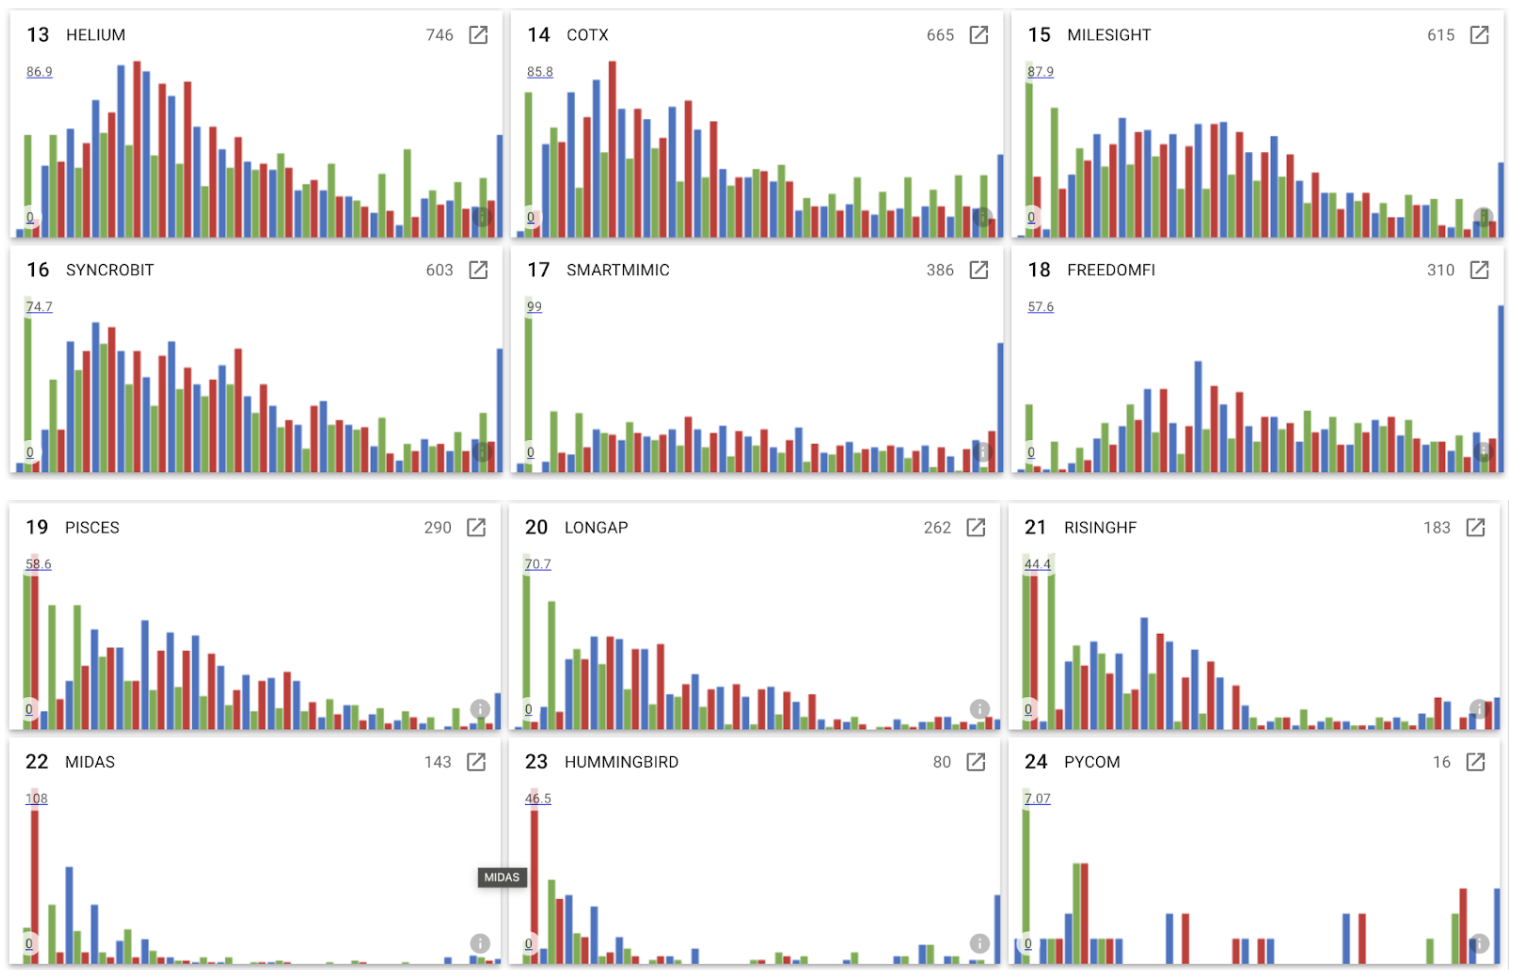 13 HELIUM 746
86.9
0
14 COTX 665
85.8
0
15 MILESIGHT 615
87.9
0
16 SYNCROBIT 603
74.7
0
17 SMARTMIMIC 386
99
0
18 FREEDOMFI 310
57.6
0
19 PISCES 290
58.6
0
20 LONGAP 262
70.7
0
21 RISINGHF 183
44.4
0
22 MIDAS 143
108
0
MIDAS
23 HUMMINGBIRD 80
46.5
0
24 PYCOM 16
7.07
0